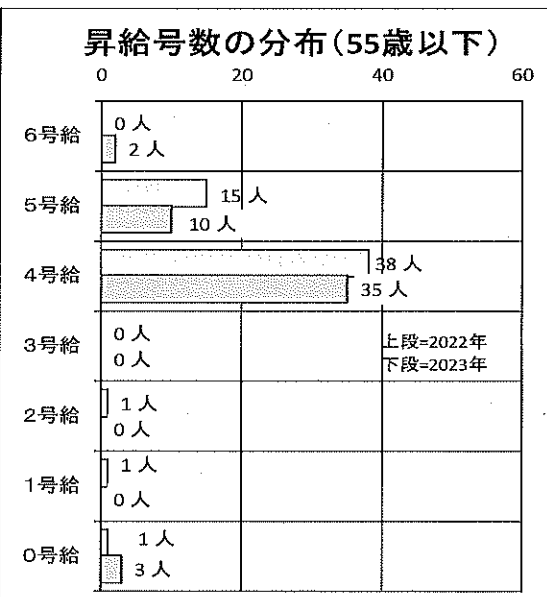 昇給号数の分布(55歳以下)
0 20 40 60
6号給
0 人
2 人
5号給
15 人
10 人
4号給
38 人
35 人
3号給
0 人
0 人
上段=2022年
下段=2023年
2号給
1 人
0 人
1号給
1 人
0 人
0号給
1 人
3 人